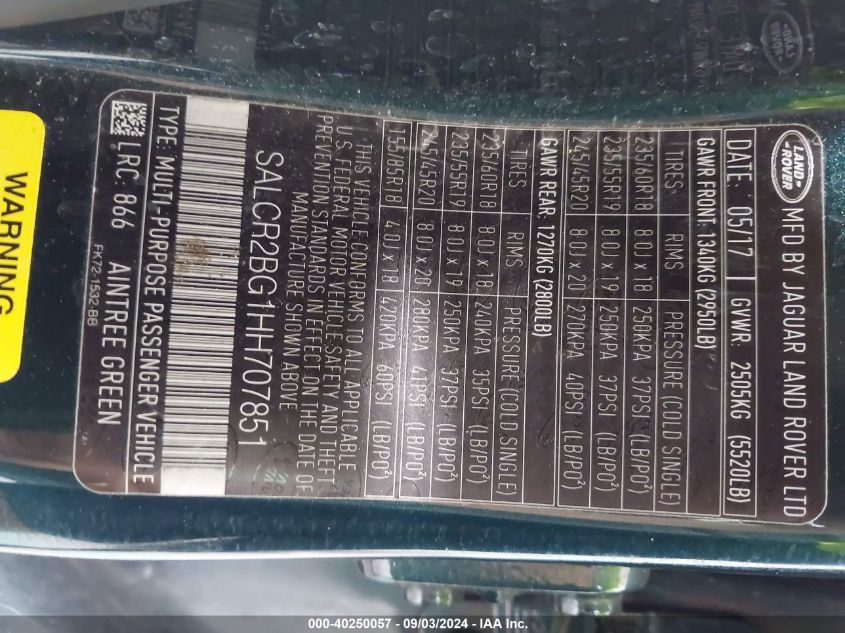 LAND
ROVER
MFD BY JAGUAR LAND ROVER LTD
DATE: 05/17 GVWR 2505KG (5520LB)
GAWR FRONT: 1340KG (2950LB)
TIRES RIMS PRESSURE (COLD SINGLE)
235/60R18 8.0J x 18 250KPA 37PSI (LB/PO²)
235/55R19 8.0J x 19 250KPA 37PSI (LB/PO²)
245/45R20 8.0J x 20 270KPA 40PSI (LB/PO²)
GAWR REAR: 1270KG (2800LB)
TIRES RIMS PRESSURE (COLD SINGLE)
235/60R18 8.0J x 18 240KPA 35PSI (LB/PO²)
235/55R19 8.0J x 19 250KPA 37PSI (LB/PO²)
245/45R20 8.0J x 20 280KPA 41PSI (LB/PO²)
155/85R18 4.0J x 18 420KPA 60PSI (LB/PO²)
THIS VEHICLE CONFORMS TO ALL APPLICABLE
U.S. FEDERAL MOTOR VEHICLE SAFETY AND THEFT
PREVENTION STANDARDS IN EFFECT ON THE DATE OF
MANUFACTURE SHOWN ABOVE
SALCR2BG1HH707851
TYPE: MULTI-PURPOSE PASSENGER VEHICLE
LRC: 866 AINTREE GREEN
FK72-1532-BB
WARNING
000-40250057 - 09/03/2024 - IAA Inc.